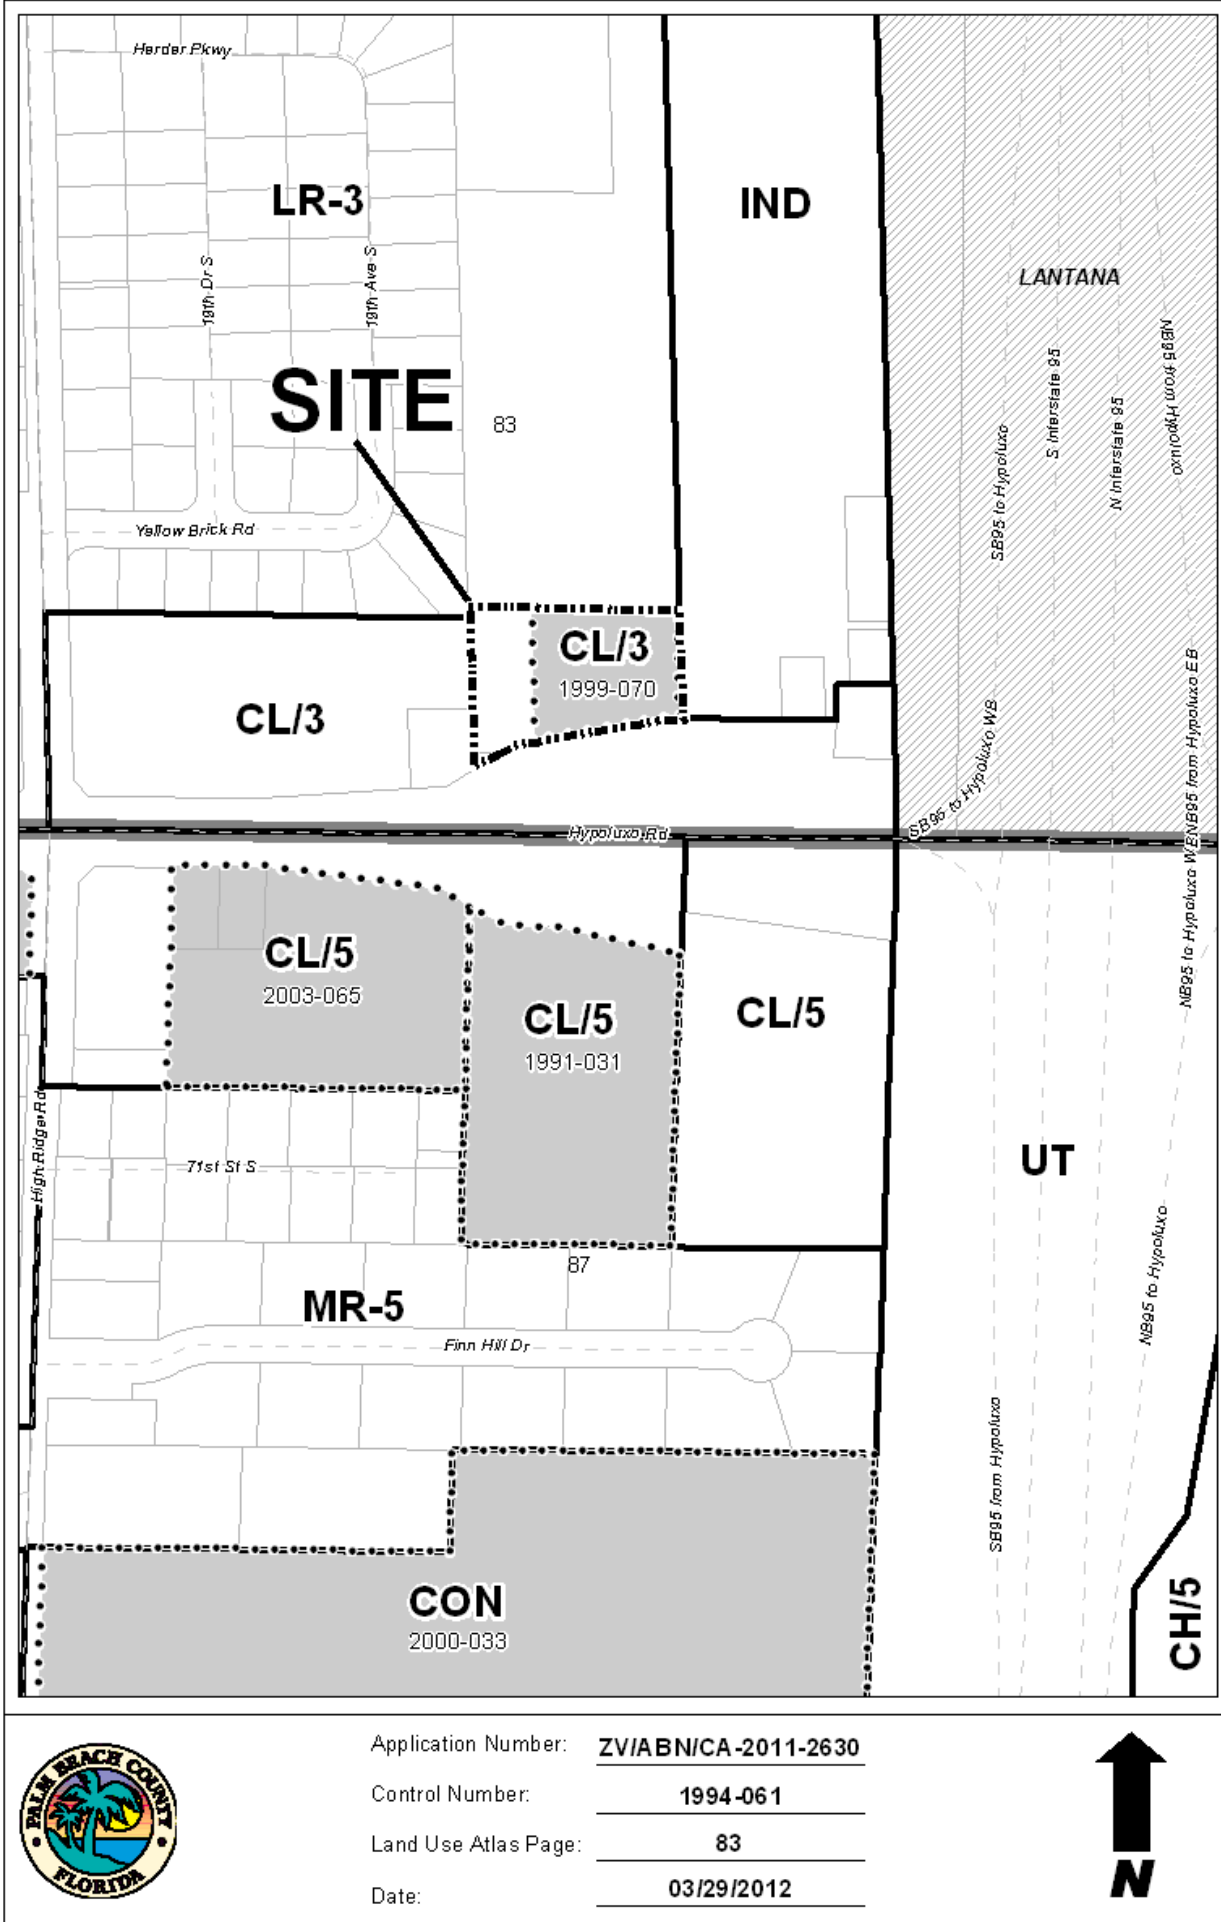 Harder Pkwy
LR-3
IND
19th Dr S
19th Ave S
LANTANA
SITE
83
SB95 to Hypoluxo
S Interstate 95
N Interstate 95
NB95 from Hypoluxo
Yellow Brick Rd
CL/3
1999-070
CL/3
SB95 to Hypoluxo WB
NB95 from Hypoluxo EB
Hypoluxo Rd
NB95 to Hypoluxo WB
CL/5
2003-065
CL/5
1991-031
CL/5
High Ridge Rd
71st St S
UT
87
MR-5
Finn Hill Dr
NB95 to Hypoluxo
SB95 from Hypoluxo
CON
2000-033
CH/5
PALM BEACH COUNTY
FLORIDA
Application Number: ZV/ABN/CA-2011-2630
Control Number: 1994-061
Land Use Atlas Page: 83
Date: 03/29/2012
N